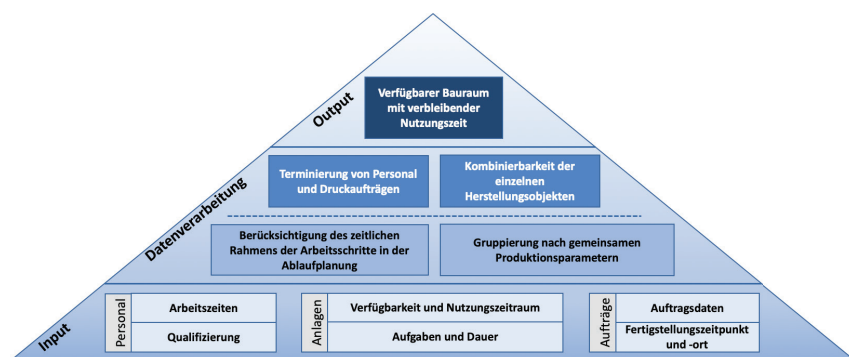 Output
Verfügbarer Bauraum
mit verbleibender
Nutzungszeit
Datenverarbeitung
Terminierung von Personal
und Druckaufträgen
Kombinierbarkeit der
einzelnen
Herstellungsobjekten
Berücksichtigung des zeitlichen
Rahmens der Arbeitsschritte in der
Ablaufplanung
Gruppierung nach gemeinsamen
Produktionsparametern
Input
Personal
Arbeitszeiten
Qualifizierung
Anlagen
Verfügbarkeit und Nutzungszeitraum
Aufgaben und Dauer
Aufträge
Auftragsdaten
Fertigstellungszeitpunkt
und -ort